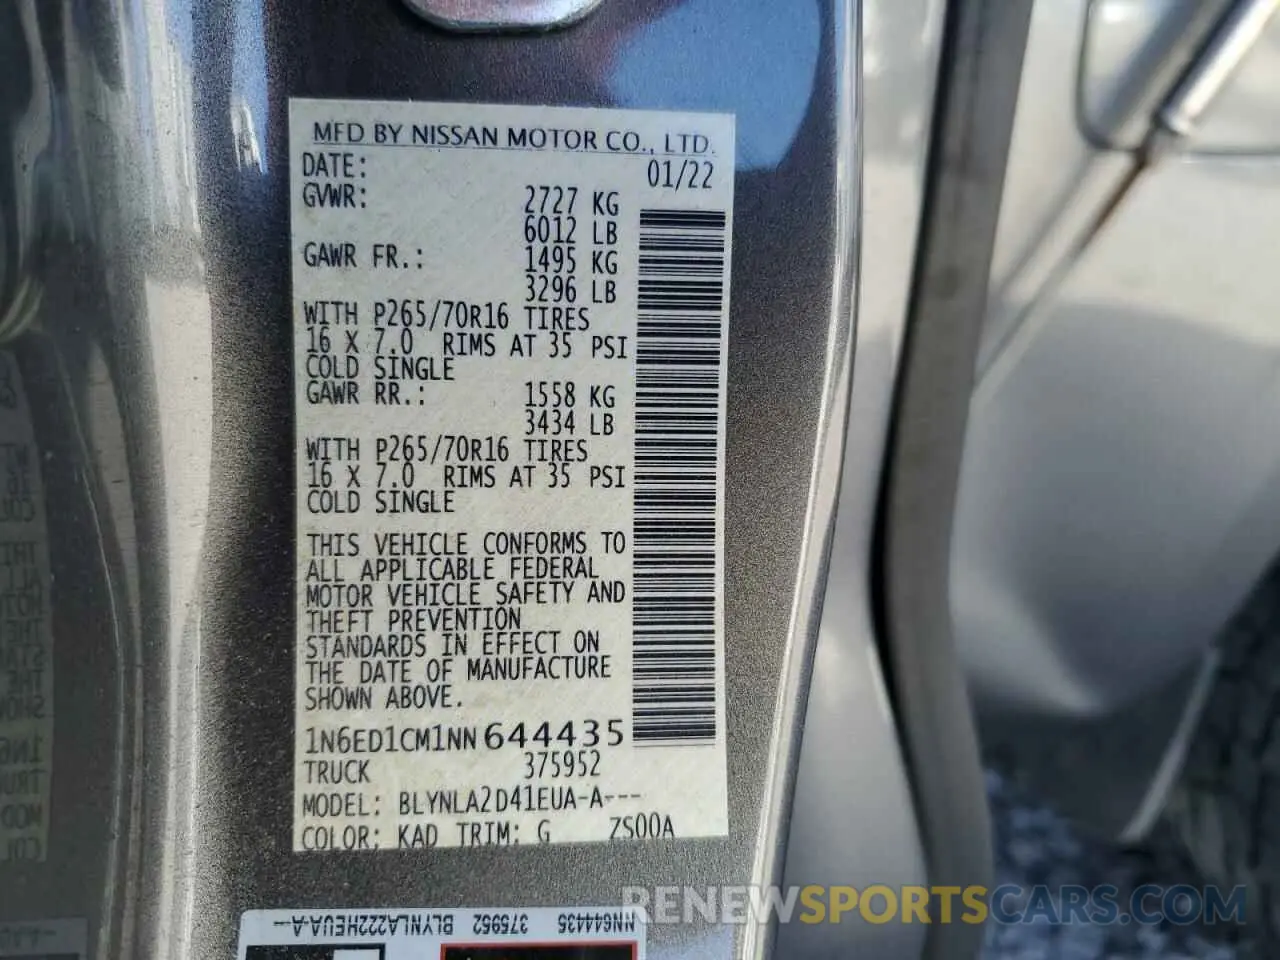 MFD BY NISSAN MOTOR CO., LTD.
DATE: 01/22
GVWR: 2727 KG
6012 LB
GAWR FR.: 1495 KG
3296 LB
WITH P265/70R16 TIRES
16 X 7.0 RIMS AT 35 PSI
COLD SINGLE
GAWR RR.: 1558 KG
3434 LB
WITH P265/70R16 TIRES
16 X 7.0 RIMS AT 35 PSI
COLD SINGLE
THIS VEHICLE CONFORMS TO
ALL APPLICABLE FEDERAL
MOTOR VEHICLE SAFETY AND
THEFT PREVENTION
STANDARDS IN EFFECT ON
THE DATE OF MANUFACTURE
SHOWN ABOVE.
1N6ED1CM1NN644435
TRUCK 375952
MODEL: BLYNLA2D41EUA-A---
COLOR: KAD TRIM: G ZS00A
NN644435 375952 BLYNLA222HEUA-A---
RENEWSPORTSCARS.COM